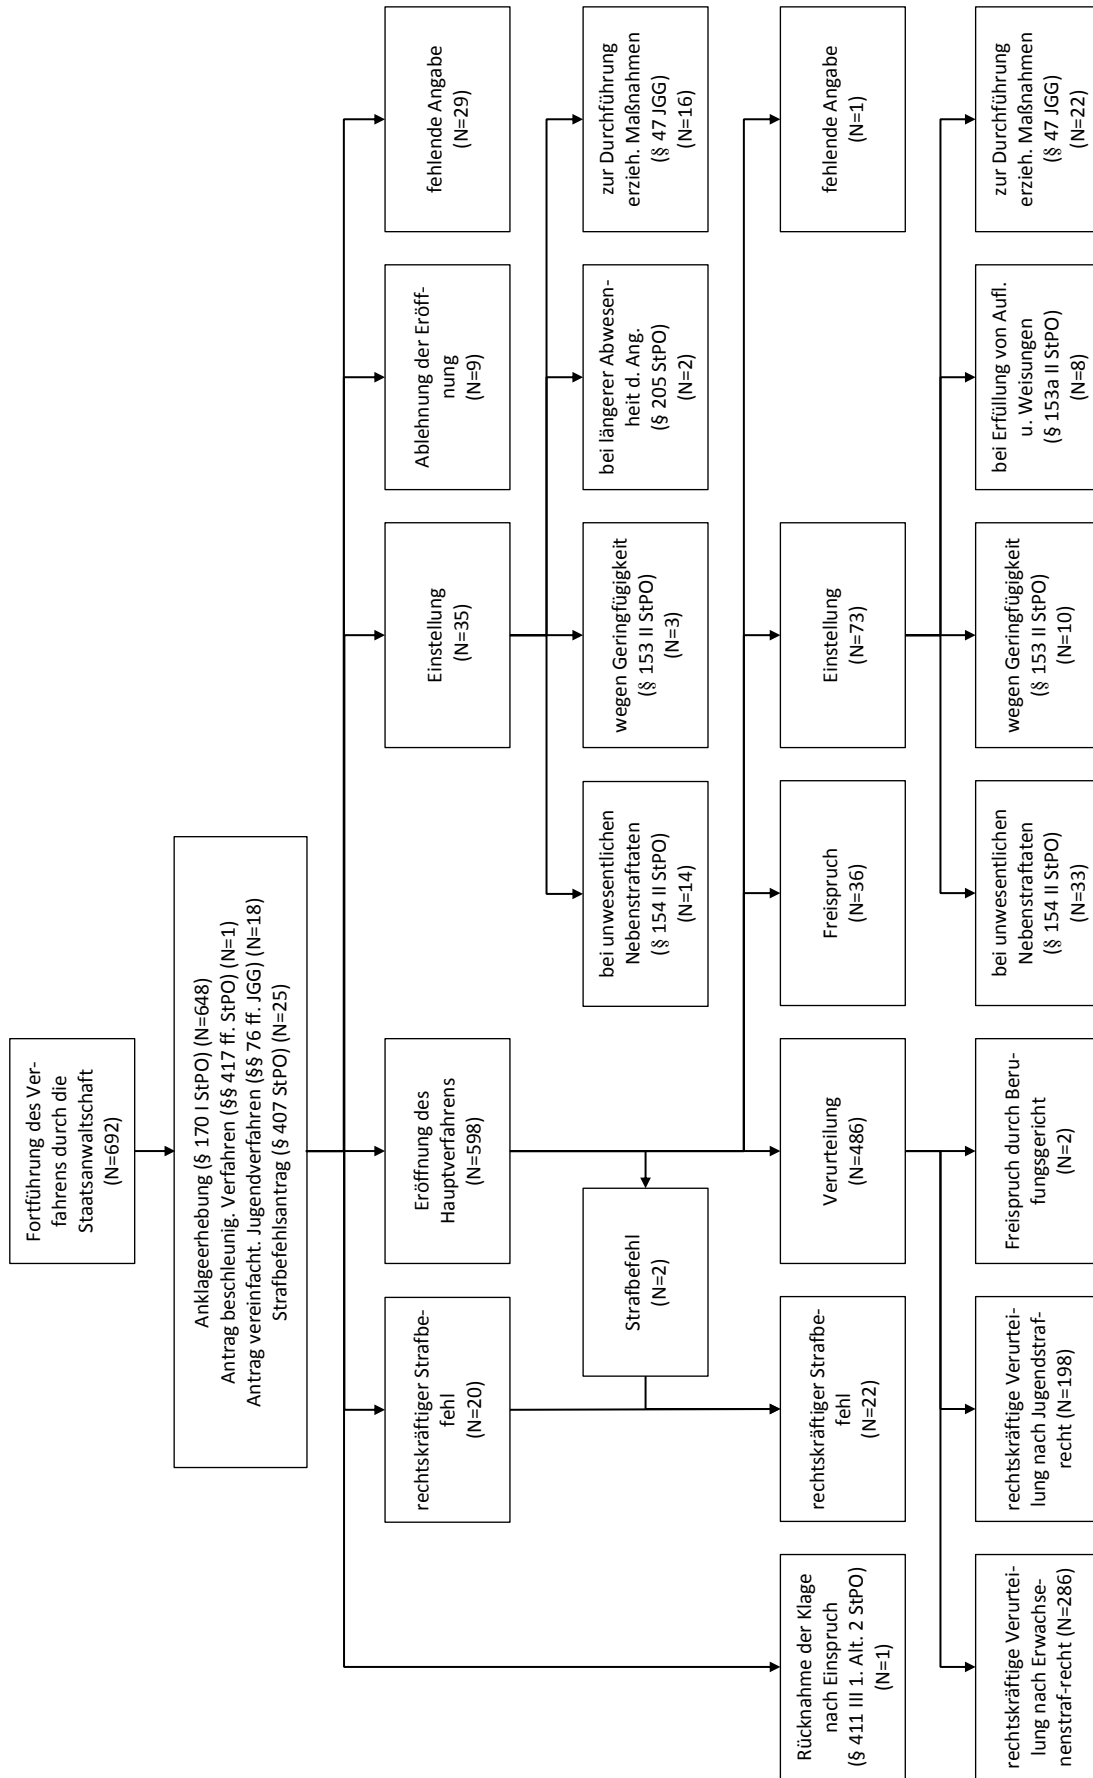 Fortführung des Ver-
fahrens durch die
Staatsanwaltschaft
(N=692)
Anklageerhebung (§ 170 I StPO) (N=648)
Antrag beschleunig. Verfahren (§§ 417 ff. StPO) (N=1)
Antrag vereinfacht. Jugendverfahren (§§ 76 ff. JGG) (N=18)
Strafbefehlsantrag (§ 407 StPO) (N=25)
rechtskräftiger Strafbe-
fehl
(N=20)
Eröffnung des
Hauptverfahrens
(N=598)
Einstellung
(N=35)
Ablehnung der Eröff-
nung
(N=9)
fehlende Angabe
(N=29)
Strafbefehl
(N=2)
bei unwesentlichen
Nebenstraftaten
(§ 154 II StPO)
(N=14)
wegen Geringfügigkeit
(§ 153 II StPO)
(N=3)
bei längerer Abwesen-
heit d. Ang.
(§ 205 StPO)
(N=2)
zur Durchführung
erzieh. Maßnahmen
(§ 47 JGG)
(N=16)
Rücknahme der Klage
nach Einspruch
(§ 411 III 1. Alt. 2 StPO)
(N=1)
rechtskräftiger Strafbe-
fehl
(N=22)
Verurteilung
(N=486)
Freispruch
(N=36)
Einstellung
(N=73)
fehlende Angabe
(N=1)
rechtskräftige Verurtei-
lung nach Erwachse-
nenstraf-recht (N=286)
rechtskräftige Verurtei-
lung nach Jugendstraf-
recht (N=198)
Freispruch durch Beru-
fungsgericht
(N=2)
bei unwesentlichen
Nebenstraftaten
(§ 154 II StPO)
(N=33)
wegen Geringfügigkeit
(§ 153 II StPO)
(N=10)
bei Erfüllung von Aufl.
u. Weisungen
(§ 153a II StPO)
(N=8)
zur Durchführung
erzieh. Maßnahmen
(§ 47 JGG)
(N=22)